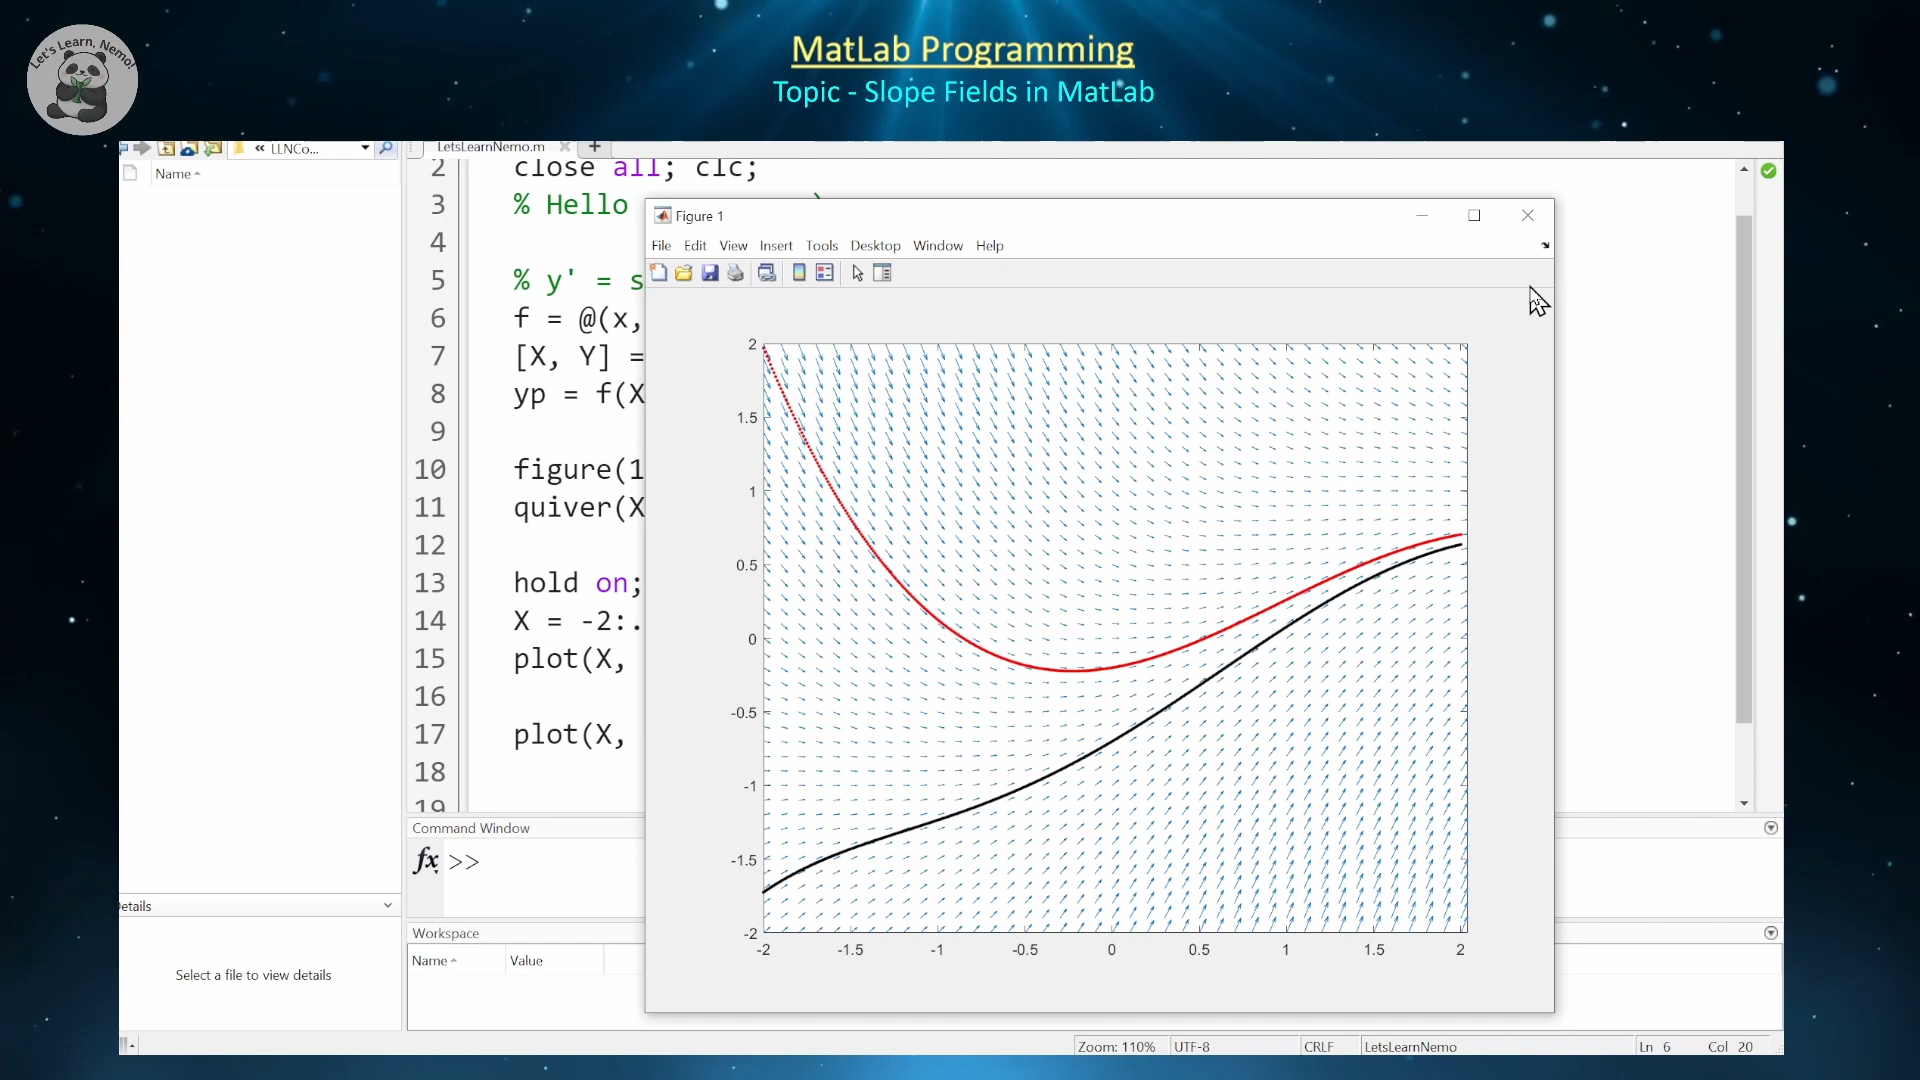 Let's Learn, Nemo!
MatLab Programming
Topic - Slope Fields in MatLab
« LLNCo...
Name
LetsLearnNemo.m
2 close all; clc;
3 % Hello
4
5 % y' = s
6 f = @(x,
7 [X, Y] =
8 yp = f(X
9
10 figure(1
11 quiver(X
12
13 hold on;
14 X = -2:.
15 plot(X,
16
17 plot(X,
18
19
Figure 1
File Edit View Insert Tools Desktop Window Help
2
1.5
1
0.5
0
-0.5
-1
-1.5
-2
-2 -1.5 -1 -0.5 0 0.5 1 1.5 2
Command Window
fx >>
etails
Select a file to view details
Workspace
Name Value
Zoom: 110% UTF-8 CRLF LetsLearnNemo Ln 6 Col 20